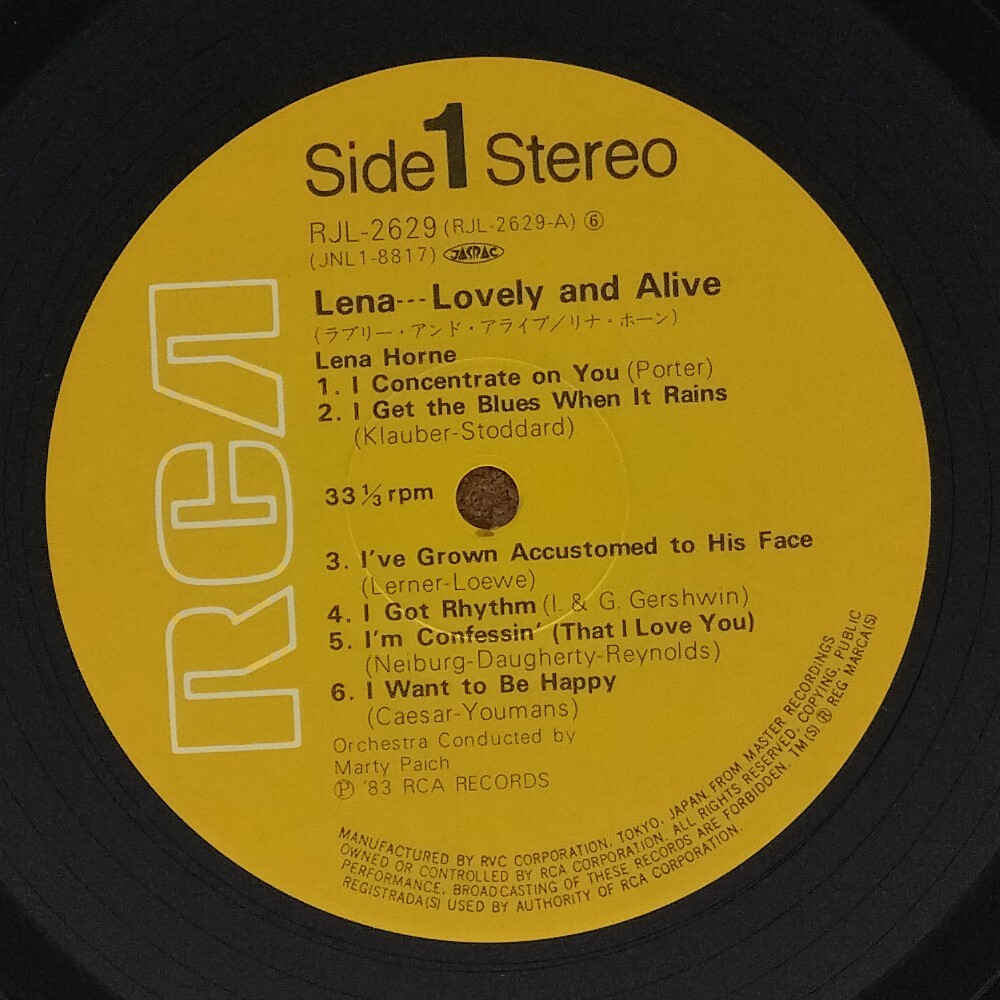 Side 1 Stereo
RJL-2629 (RJL-2629-A) ⑥
(JNL1-8817) JASRAC
Lena---Lovely and Alive
(ラブリー・アンド・アライブ/リナ・ホーン)
Lena Horne
1. I Concentrate on You (Porter)
2. I Get the Blues When It Rains
(Klauber-Stoddard)
33 1/3 rpm
3. I've Grown Accustomed to His Face
(Lerner-Loewe)
4. I Got Rhythm (I. & G. Gershwin)
5. I'm Confessin' (That I Love You)
(Neiburg-Daugherty-Reynolds)
6. I Want to Be Happy
(Caesar-Youmans)
Orchestra Conducted by
Marty Paich
Ⓟ '83 RCA RECORDS
RCA
MANUFACTURED BY RVC CORPORATION, TOKYO, JAPAN, FROM MASTER RECORDINGS
OWNED OR CONTROLLED BY RCA CORPORATION. ALL RIGHTS RESERVED. COPYING, PUBLIC
PERFORMANCE, BROADCASTING OF THESE RECORDS ARE FORBIDDEN. TM(S) ® REG MARCA(S)
REGISTRADA(S) USED BY AUTHORITY OF RCA CORPORATION.